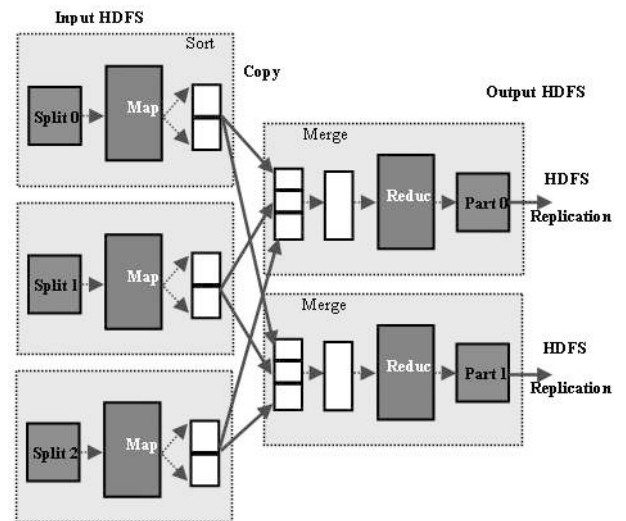 Input HDFS
Sort
Copy
Split 0
Map
Output HDFS
Merge
Reduc
Part 0
HDFS
Replication
Split 1
Map
Merge
Reduc
Part 1
HDFS
Replication
Split 2
Map